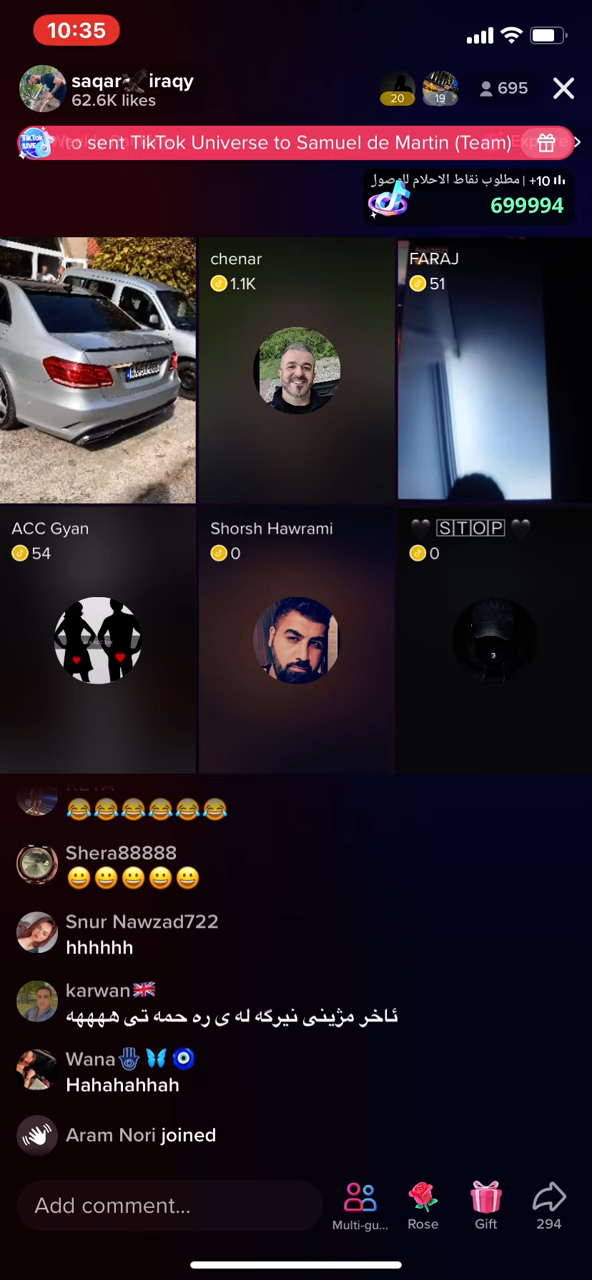 10:35
saqar🦅iraqy
62.6K likes
20
19
695
to sent TikTok Universe to Samuel de Martin (Team)
مطلوب نقاط الاحلام للوصول | +10
699994
chenar
1.1K
FARAJ
51
ACC Gyan
54
Shorsh Hawrami
0
🖤 🅂🅃🄾🄿 🖤
0
😂😂😂😂😂😂
Shera88888
😀😀😀😀😀
Snur Nawzad722
hhhhhh
karwan🇬🇧
ئاخر مژینی نیرگه له ی ره حمه تی هـهـهـهـه
Wana🪬🦋🧿
Hahahahhah
Aram Nori joined
Add comment...
Multi-gu...
Rose
Gift
294